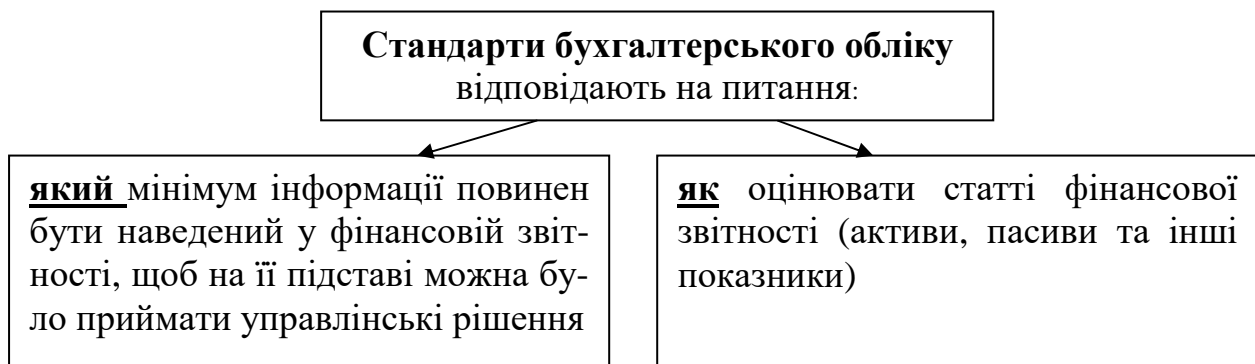 Стандарти бухгалтерського обліку
відповідають на питання:
який мінімум інформації повинен
бути наведений у фінансовій звіт-
ності, щоб на її підставі можна бу-
ло приймати управлінські рішення
як оцінювати статті фінансової
звітності (активи, пасиви та інші
показники)